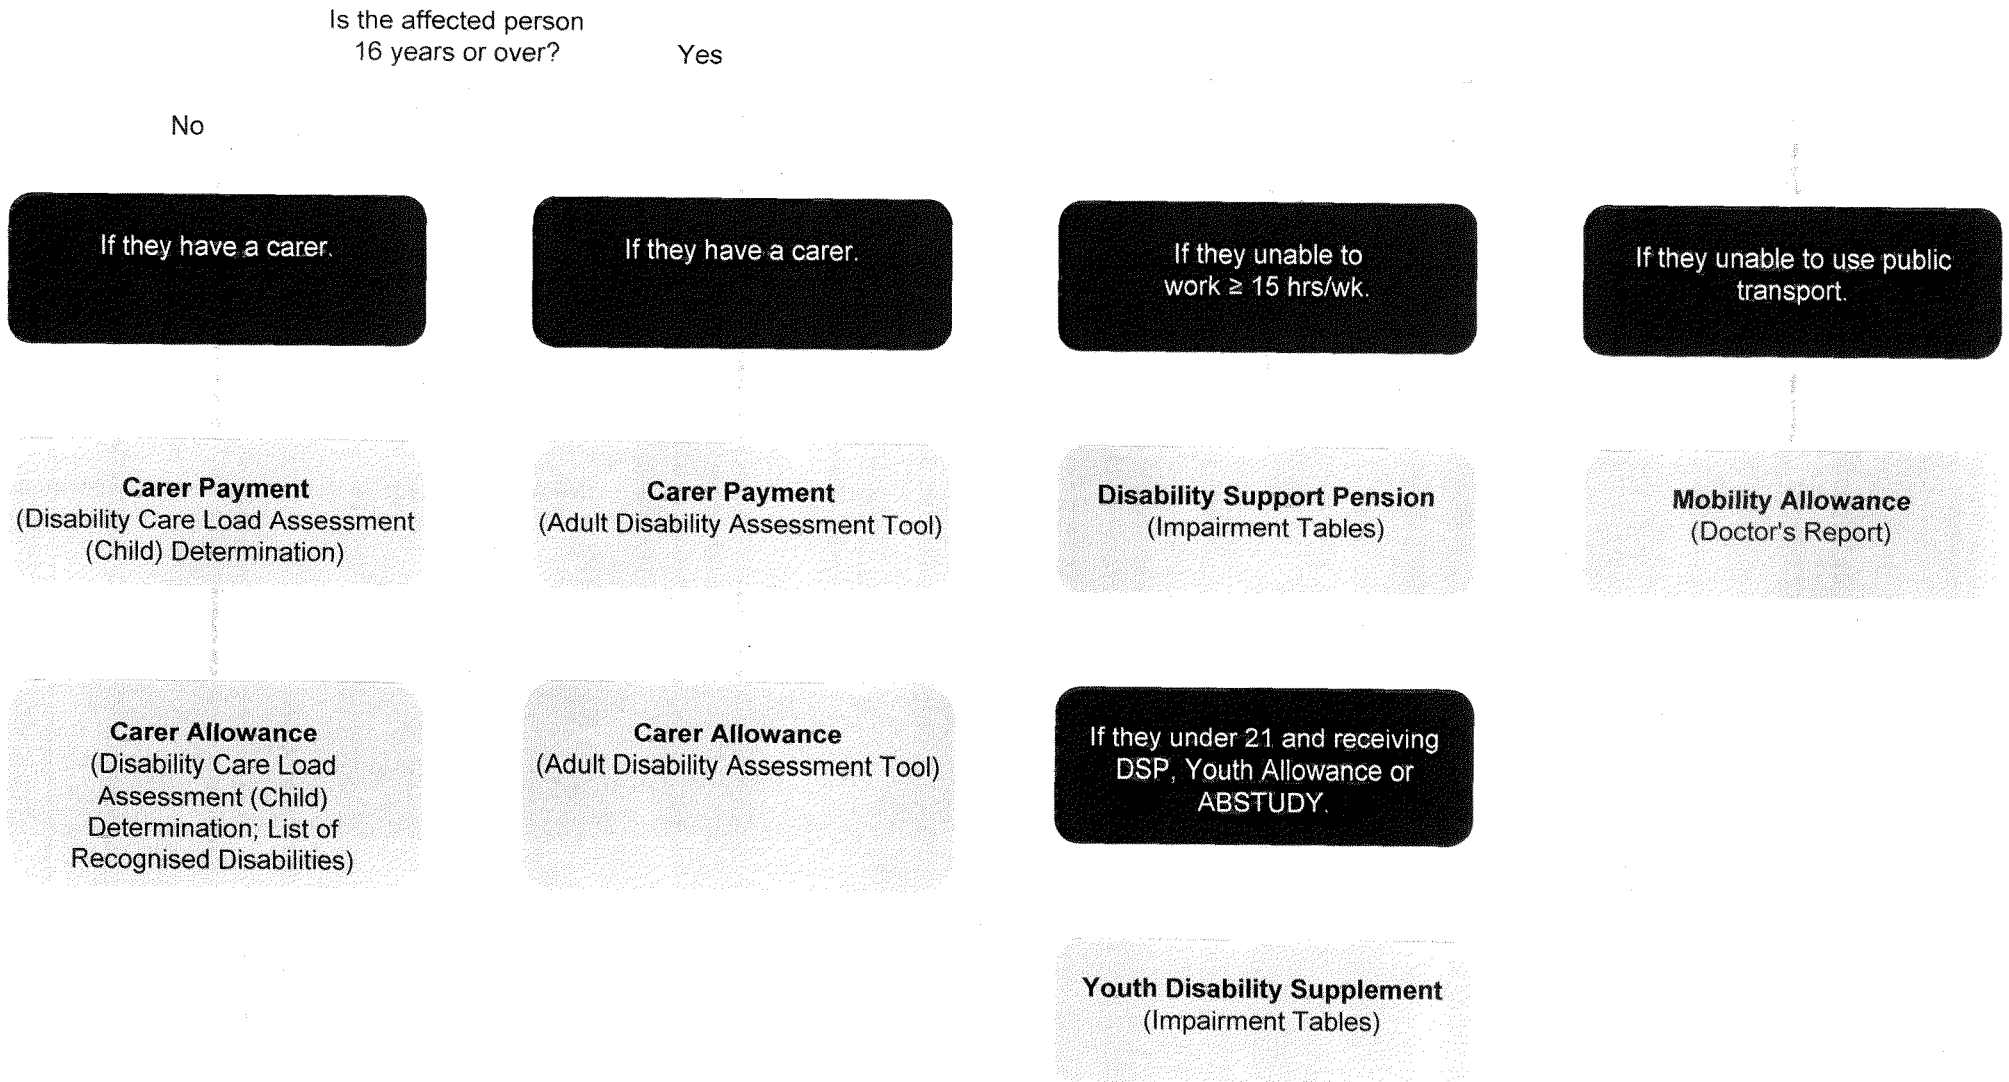 Is the affected person
16 years or over?
Yes
No
If they have a carer.
If they have a carer.
If they unable to
work ≥ 15 hrs/wk.
If they unable to use public
transport.
Carer Payment
(Disability Care Load Assessment
(Child) Determination)
Carer Payment
(Adult Disability Assessment Tool)
Disability Support Pension
(Impairment Tables)
Mobility Allowance
(Doctor's Report)
Carer Allowance
(Disability Care Load
Assessment (Child)
Determination; List of
Recognised Disabilities)
Carer Allowance
(Adult Disability Assessment Tool)
If they under 21 and receiving
DSP, Youth Allowance or
ABSTUDY.
Youth Disability Supplement
(Impairment Tables)